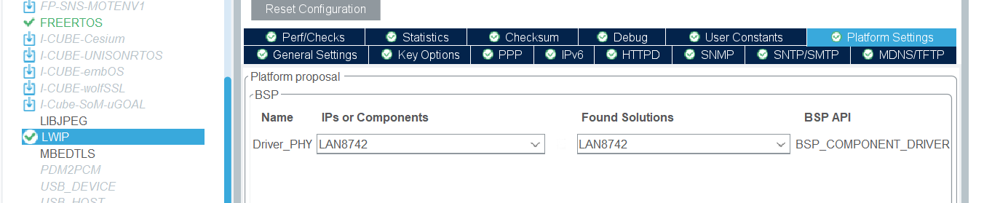 FP-SNS-MOTENV1
FREERTOS
I-CUBE-Cesium
I-CUBE-UNISONRTOS
I-CUBE-embOS
I-CUBE-wolfSSL
I-Cube-SoM-uGOAL
LIBJPEG
LWIP
MBEDTLS
PDM2PCM
USB_DEVICE
USB_HOST
Reset Configuration
Perf/Checks Statistics Checksum Debug User Constants Platform Settings
General Settings Key Options PPP IPv6 HTTPD SNMP SNTP/SMTP MDNS/TFTP
Platform proposal
BSP
Name IPs or Components Found Solutions BSP API
Driver_PHY LAN8742 LAN8742 BSP_COMPONENT_DRIVER